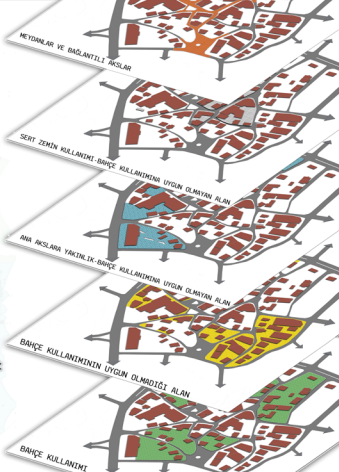 MEYDANLAR VE BAĞLANTILI AKSLAR
SERT ZEMİN KULLANIMI-BAHÇE KULLANIMINA UYGUN OLMAYAN ALAN
ANA AKSLARA YAKINLIK-BAHÇE KULLANIMINA UYGUN OLMAYAN ALAN
BAHÇE KULLANIMININ UYGUN OLMADIĞI ALAN
BAHÇE KULLANIMI